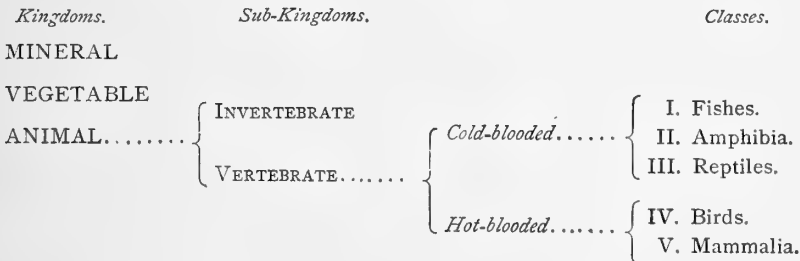 Kingdoms. Sub-Kingdoms. Classes.
MINERAL
VEGETABLE
ANIMAL........
INVERTEBRATE
VERTEBRATE.......
Cold-blooded......
I. Fishes.
II. Amphibia.
III. Reptiles.
Hot-blooded.......
IV. Birds.
V. Mammalia.